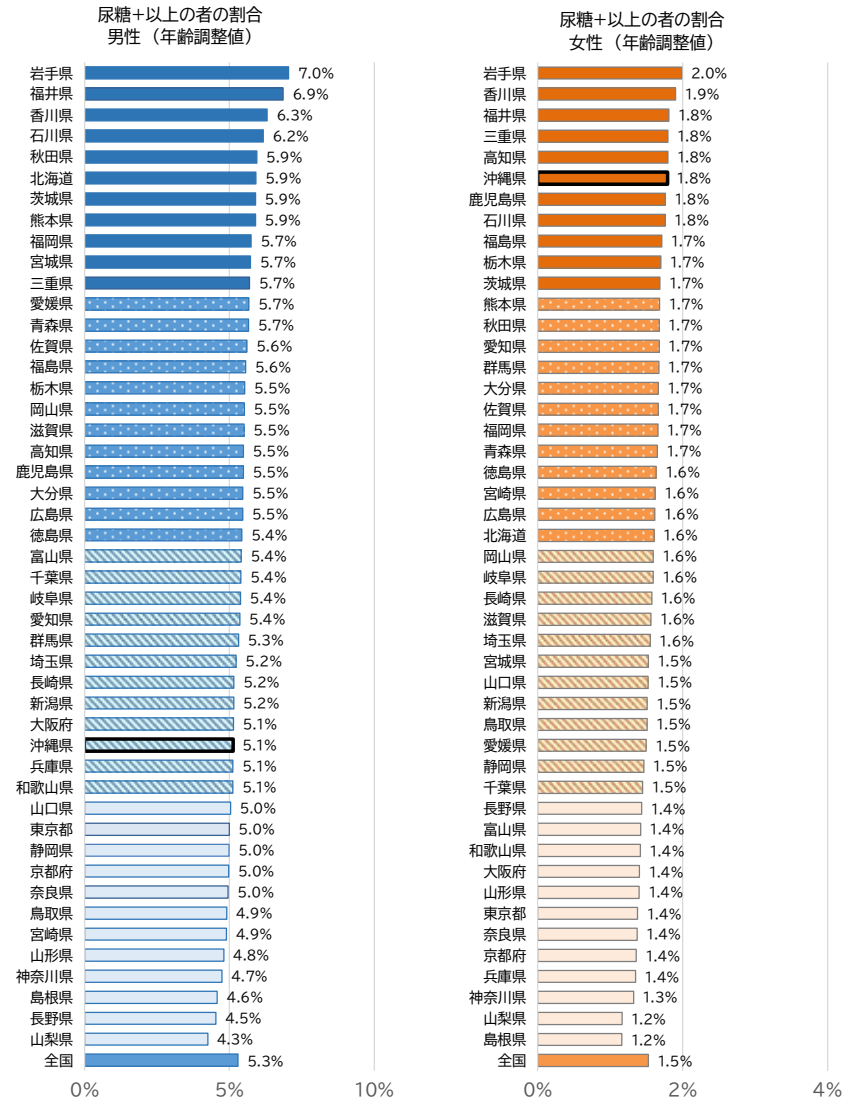 尿糖+以上の者の割合
男性（年齢調整値）
岩手県 7.0%
福井県 6.9%
香川県 6.3%
石川県 6.2%
秋田県 5.9%
北海道 5.9%
茨城県 5.9%
熊本県 5.9%
福岡県 5.7%
宮城県 5.7%
三重県 5.7%
愛媛県 5.7%
青森県 5.7%
佐賀県 5.6%
福島県 5.6%
栃木県 5.5%
岡山県 5.5%
滋賀県 5.5%
高知県 5.5%
鹿児島県 5.5%
大分県 5.5%
広島県 5.5%
徳島県 5.4%
富山県 5.4%
千葉県 5.4%
岐阜県 5.4%
愛知県 5.4%
群馬県 5.3%
埼玉県 5.2%
長崎県 5.2%
新潟県 5.2%
大阪府 5.1%
沖縄県 5.1%
兵庫県 5.1%
和歌山県 5.1%
山口県 5.0%
東京都 5.0%
静岡県 5.0%
京都府 5.0%
奈良県 5.0%
鳥取県 4.9%
宮崎県 4.9%
山形県 4.8%
神奈川県 4.7%
島根県 4.6%
長野県 4.5%
山梨県 4.3%
全国 5.3%
0% 5% 10%
尿糖+以上の者の割合
女性（年齢調整値）
岩手県 2.0%
香川県 1.9%
福井県 1.8%
三重県 1.8%
高知県 1.8%
沖縄県 1.8%
鹿児島県 1.8%
石川県 1.8%
福島県 1.7%
栃木県 1.7%
茨城県 1.7%
熊本県 1.7%
秋田県 1.7%
愛知県 1.7%
群馬県 1.7%
大分県 1.7%
佐賀県 1.7%
福岡県 1.7%
青森県 1.7%
徳島県 1.6%
宮崎県 1.6%
広島県 1.6%
北海道 1.6%
岡山県 1.6%
岐阜県 1.6%
長崎県 1.6%
滋賀県 1.6%
埼玉県 1.6%
宮城県 1.5%
山口県 1.5%
新潟県 1.5%
鳥取県 1.5%
愛媛県 1.5%
静岡県 1.5%
千葉県 1.5%
長野県 1.4%
富山県 1.4%
和歌山県 1.4%
大阪府 1.4%
山形県 1.4%
東京都 1.4%
奈良県 1.4%
京都府 1.4%
兵庫県 1.4%
神奈川県 1.3%
山梨県 1.2%
島根県 1.2%
全国 1.5%
0% 2% 4%